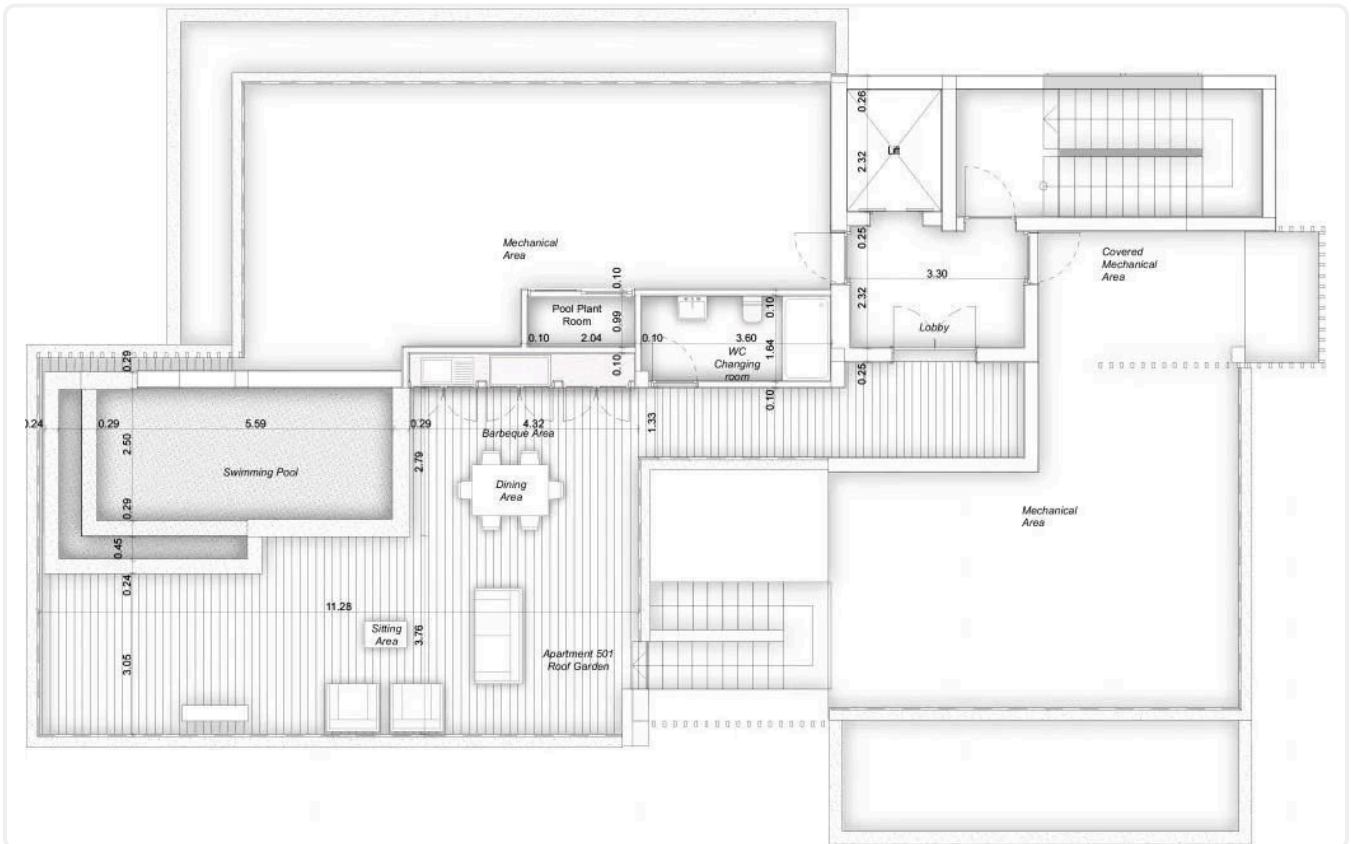 0.26
Lift
2.32
Mechanical
Area
0.25
Covered
Mechanical
Area
3.30
0.10
Pool Plant
Room
0.99
0.10
2.04
0.10
0.10
0.10
3.60
WC
Changing
room
1.64
0.10
2.32
Lobby
0.25
0.29
0.24
0.29
5.59
0.29
4.32
1.33
Barbeque Area
2.50
2.79
Swimming Pool
Dining
Area
0.29
Mechanical
Area
0.45
0.24
11.28
Sitting
Area
3.76
3.05
Apartment 501
Roof Garden